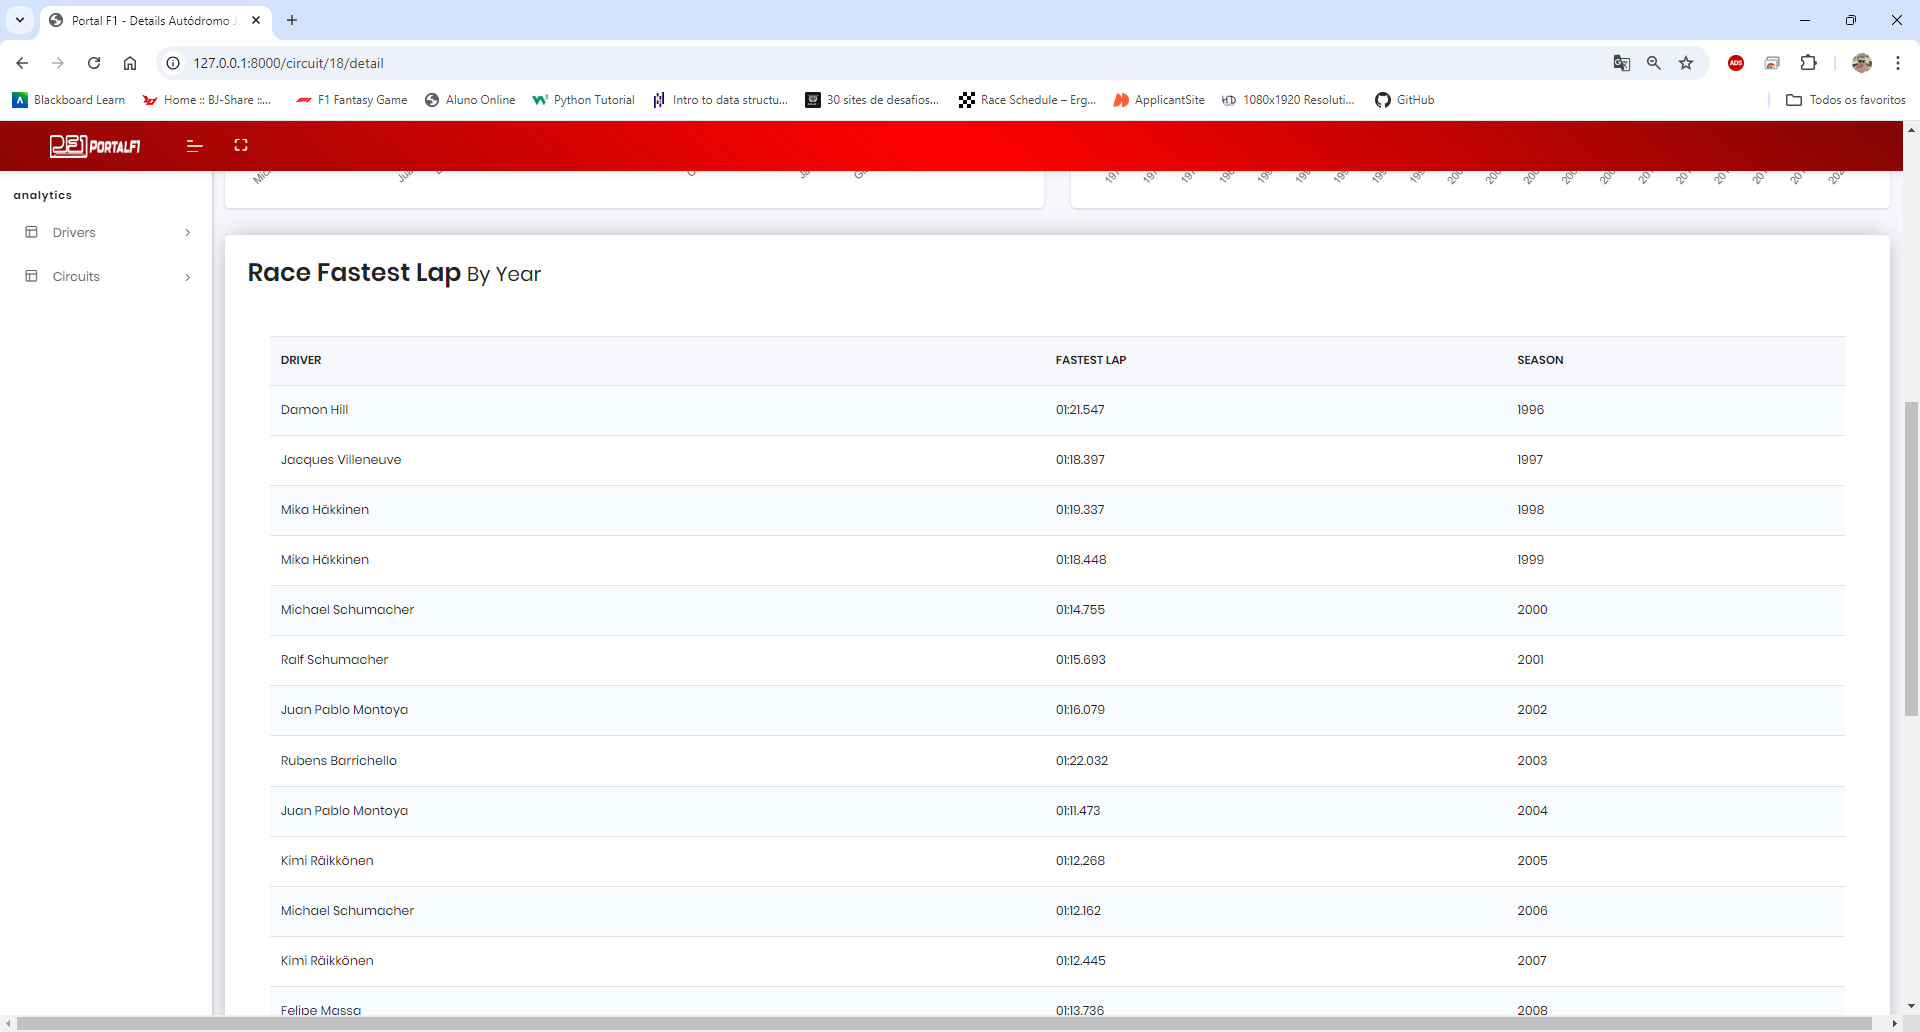 Portal F1 - Details Autódromo
127.0.0.1:8000/circuit/18/detail
Blackboard Learn
Home :: BJ-Share ::...
F1 Fantasy Game
Aluno Online
Python Tutorial
Intro to data structu...
30 sites de desafios...
Race Schedule – Erg...
ApplicantSite
HD 1080x1920 Resoluti...
GitHub
Todos os favoritos
PORTALF1
analytics
Drivers
Circuits
Race Fastest Lap By Year
DRIVER FASTEST LAP SEASON
Damon Hill 01:21.547 1996
Jacques Villeneuve 01:18.397 1997
Mika Häkkinen 01:19.337 1998
Mika Häkkinen 01:18.448 1999
Michael Schumacher 01:14.755 2000
Ralf Schumacher 01:15.693 2001
Juan Pablo Montoya 01:16.079 2002
Rubens Barrichello 01:22.032 2003
Juan Pablo Montoya 01:11.473 2004
Kimi Räikkönen 01:12.268 2005
Michael Schumacher 01:12.162 2006
Kimi Räikkönen 01:12.445 2007
Felipe Massa 01:13.736 2008